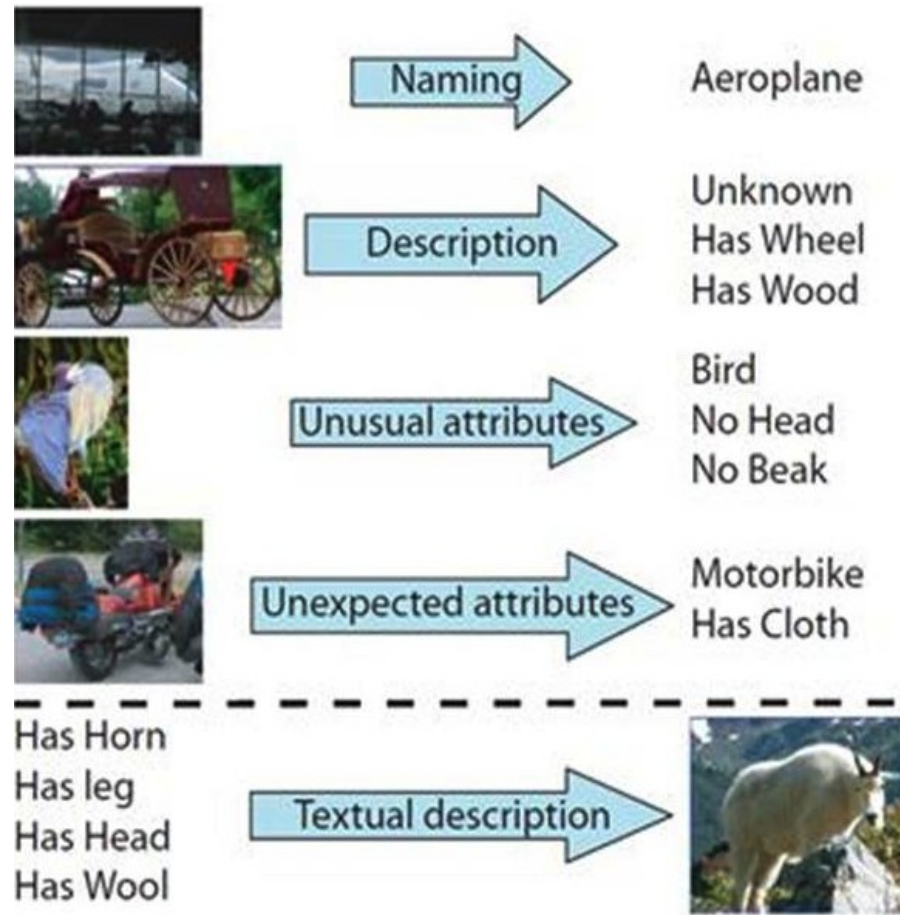 Naming
Aeroplane
Description
Unknown
Has Wheel
Has Wood
Unusual attributes
Bird
No Head
No Beak
Unexpected attributes
Motorbike
Has Cloth
Has Horn
Has leg
Has Head
Has Wool
Textual description